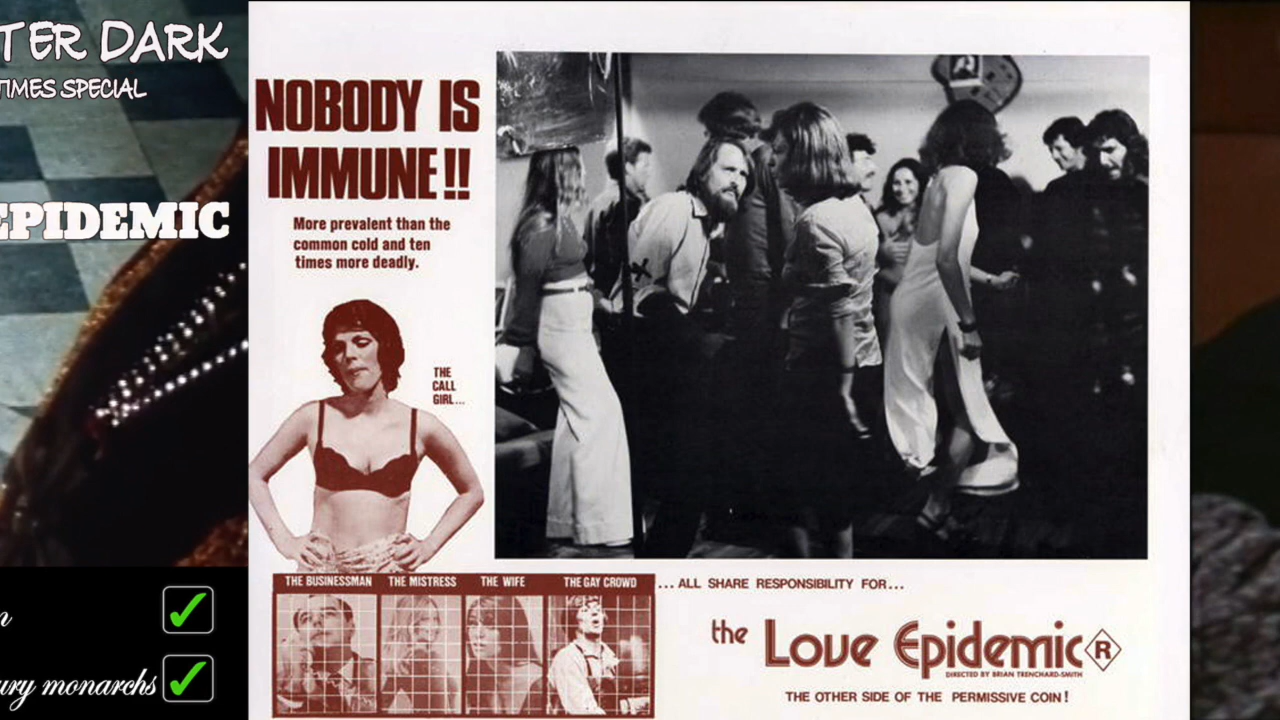 TER DARK
TIMES SPECIAL
EPIDEMIC
NOBODY IS
IMMUNE!!
More prevalent than the
common cold and ten
times more deadly.
THE
CALL
GIRL...
THE BUSINESSMAN THE MISTRESS THE WIFE THE GAY CROWD
...ALL SHARE RESPONSIBILITY FOR...
the Love Epidemic R
DIRECTED BY BRIAN TRENCHARD-SMITH
THE OTHER SIDE OF THE PERMISSIVE COIN!
n
ury monarchs